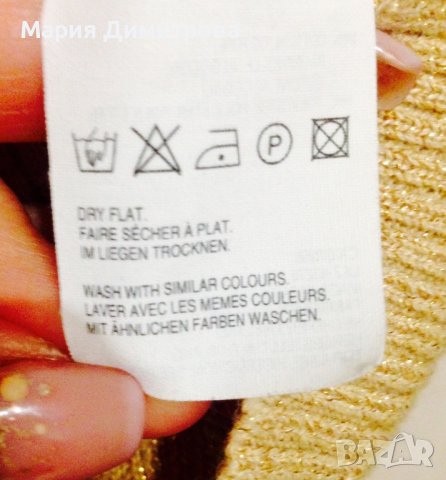 Мария Димитрова
P
DRY FLAT.
FAIRE SÉCHER À PLAT.
IM LIEGEN TROCKNEN.
WASH WITH SIMILAR COLOURS.
LAVER AVEC LES MEMES COULEURS.
MIT ÄHNLICHEN FARBEN WASCHEN.
BAZAR